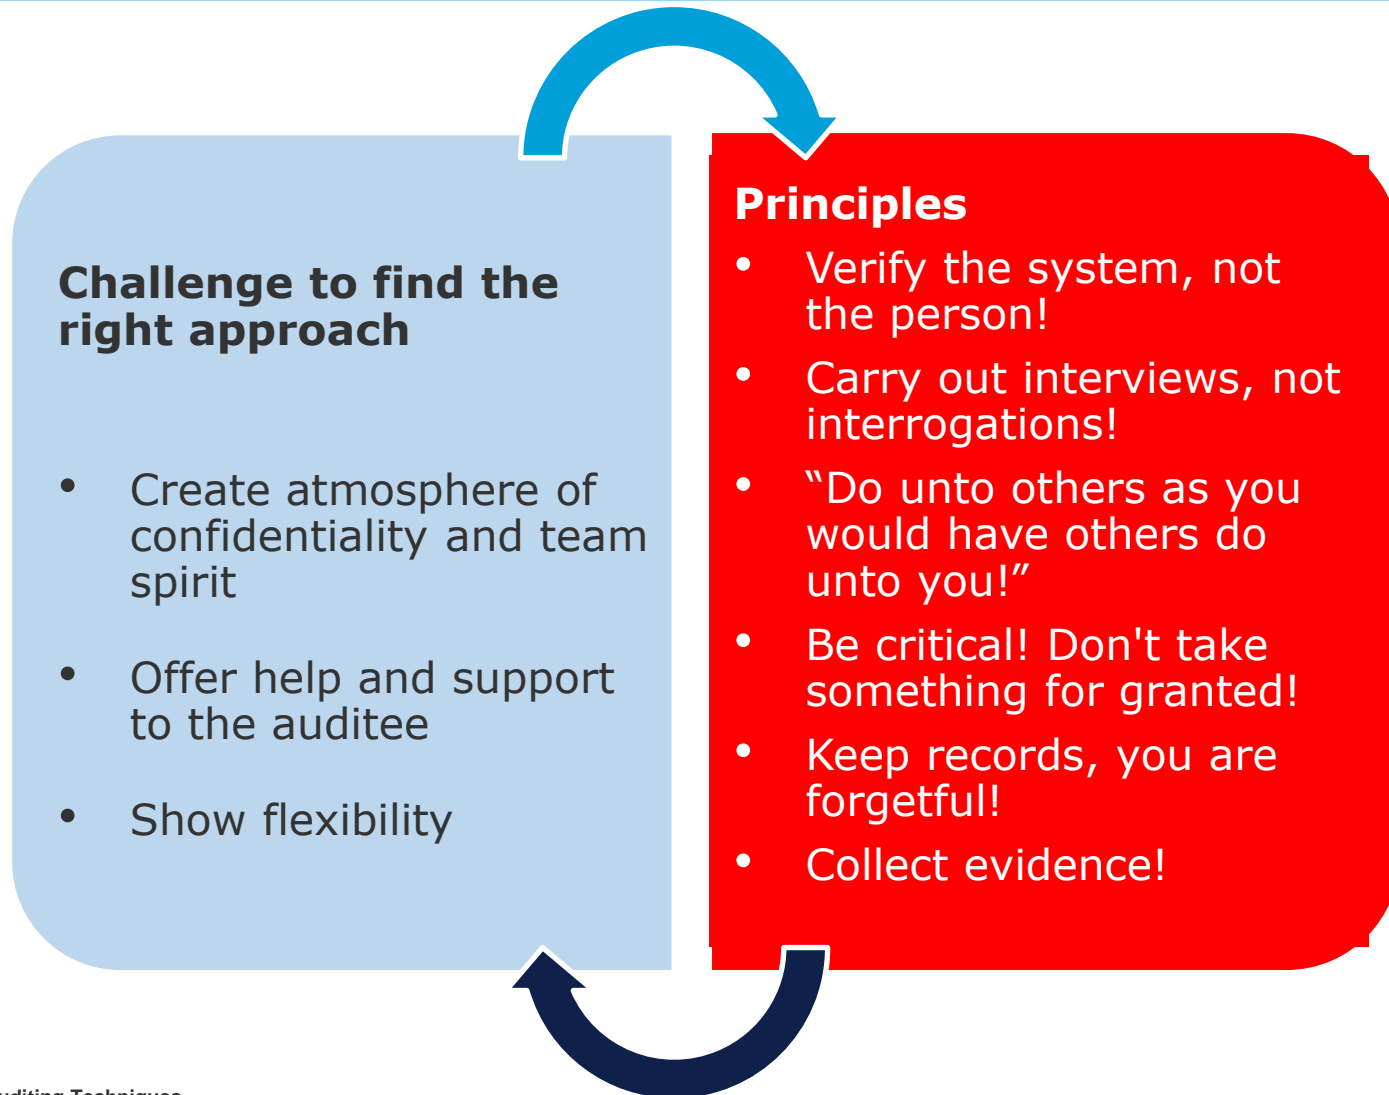 Challenge to find the
right approach
• Create atmosphere of
confidentiality and team
spirit
• Offer help and support
to the auditee
• Show flexibility
Principles
• Verify the system, not
the person!
• Carry out interviews, not
interrogations!
• “Do unto others as you
would have others do
unto you!”
• Be critical! Don't take
something for granted!
• Keep records, you are
forgetful!
• Collect evidence!
Techniques